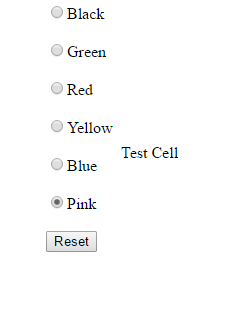 Black
Green
Red
Yellow
Test Cell
Blue
Pink
Reset